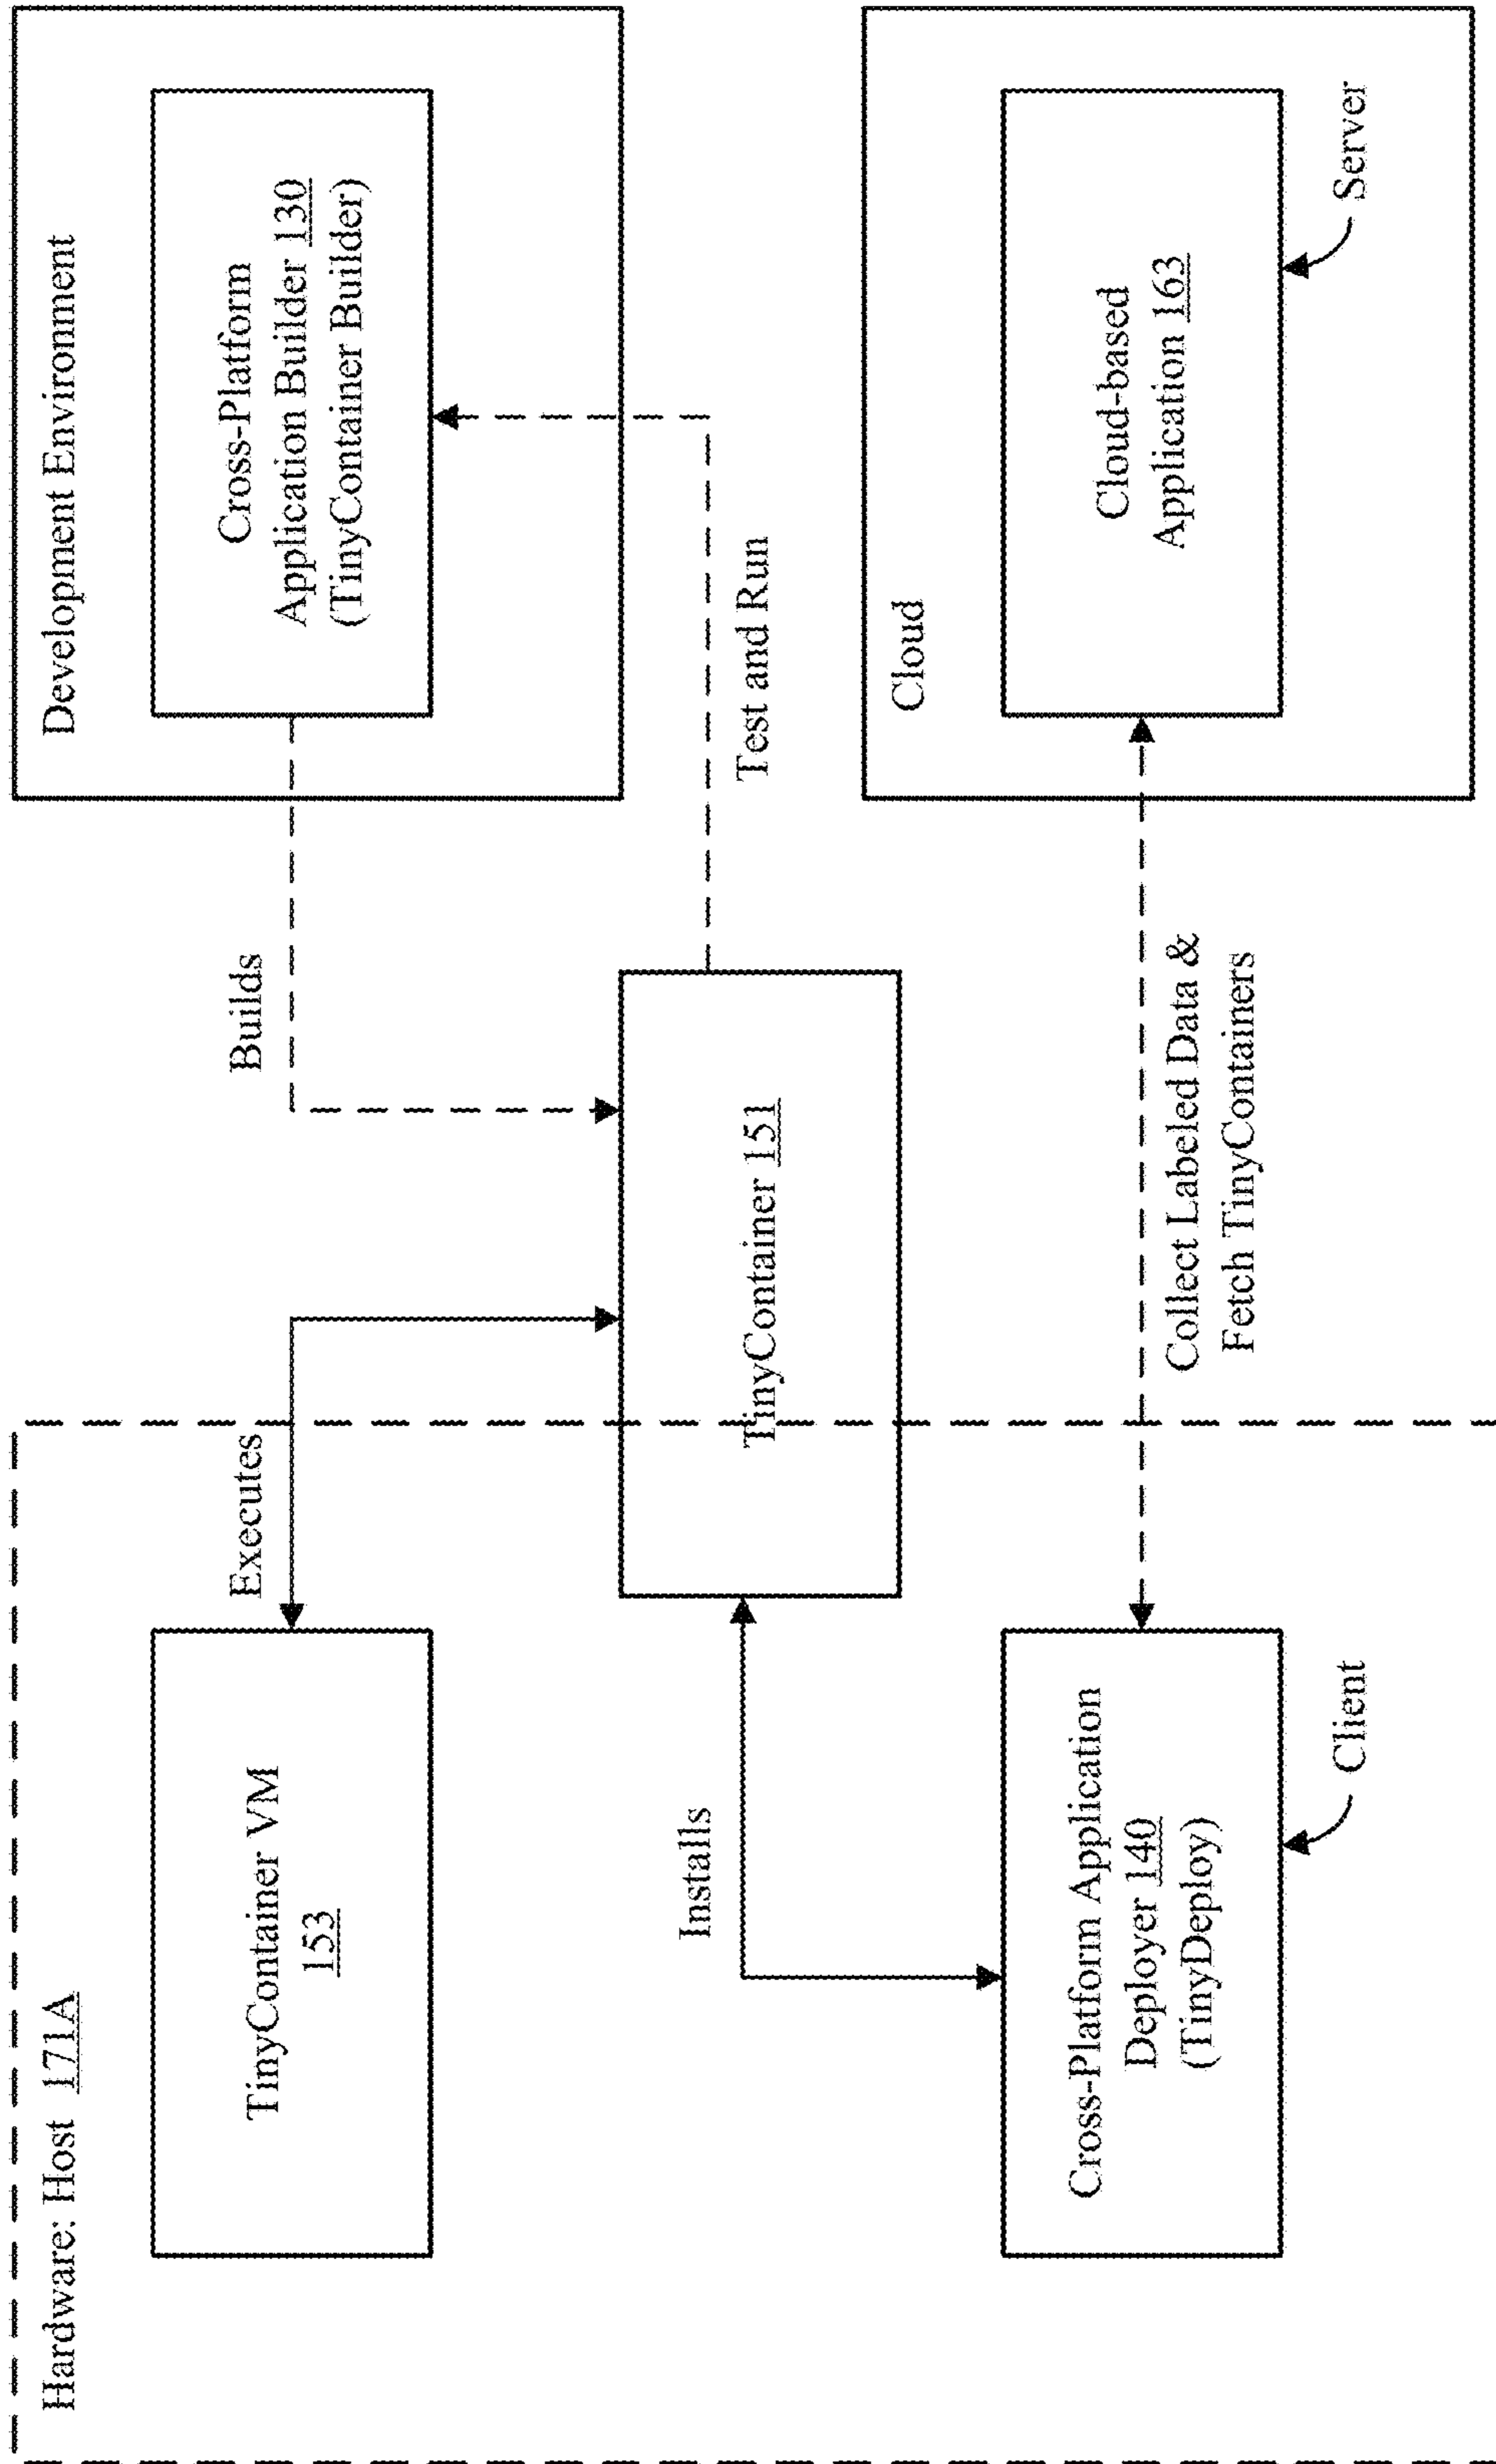 Hardware: Host 171A
TinyContainer VM
153
Executes
Builds
Development Environment
Cross-Platform
Application Builder 130
(TinyContainer Builder)
Installs
TinyContainer 151
Test and Run
Cross-Platform Application
Deployer 140
(TinyDeploy)
Client
Collect Labeled Data &
Fetch TinyContainers
Cloud
Cloud-based
Application 163
Server